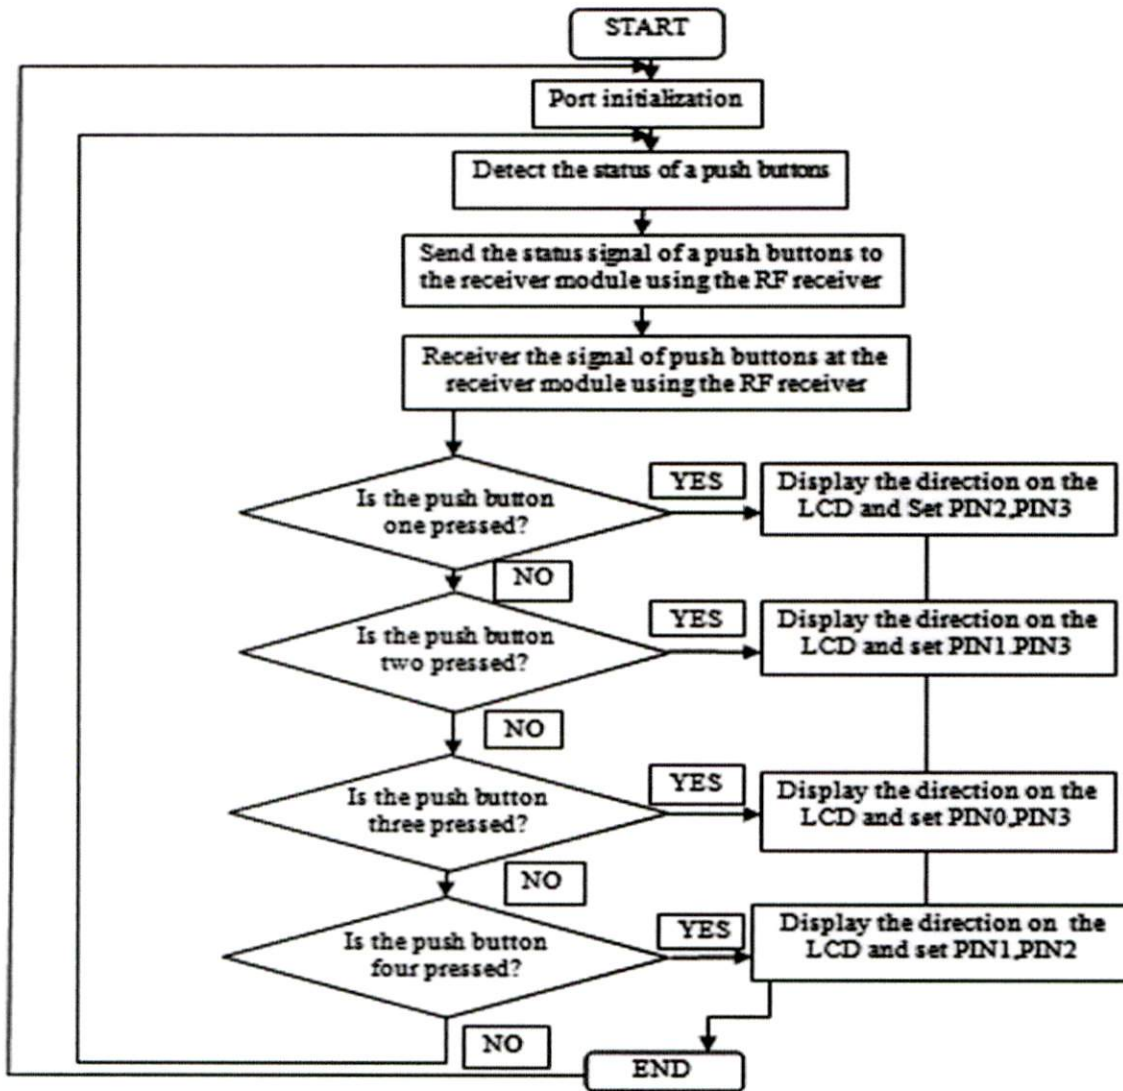 START
Port initialization
Detect the status of a push buttons
Send the status signal of a push buttons to
the receiver module using the RF receiver
Receiver the signal of push buttons at the
receiver module using the RF receiver
Is the push button
one pressed?
YES
Display the direction on the
LCD and Set PIN2,PIN3
NO
Is the push button
two pressed?
YES
Display the direction on the
LCD and set PIN1.PIN3
NO
Is the push button
three pressed?
YES
Display the direction on the
LCD and set PIN0,PIN3
NO
Is the push button
four pressed?
YES
Display the direction on the
LCD and set PIN1,PIN2
NO
END